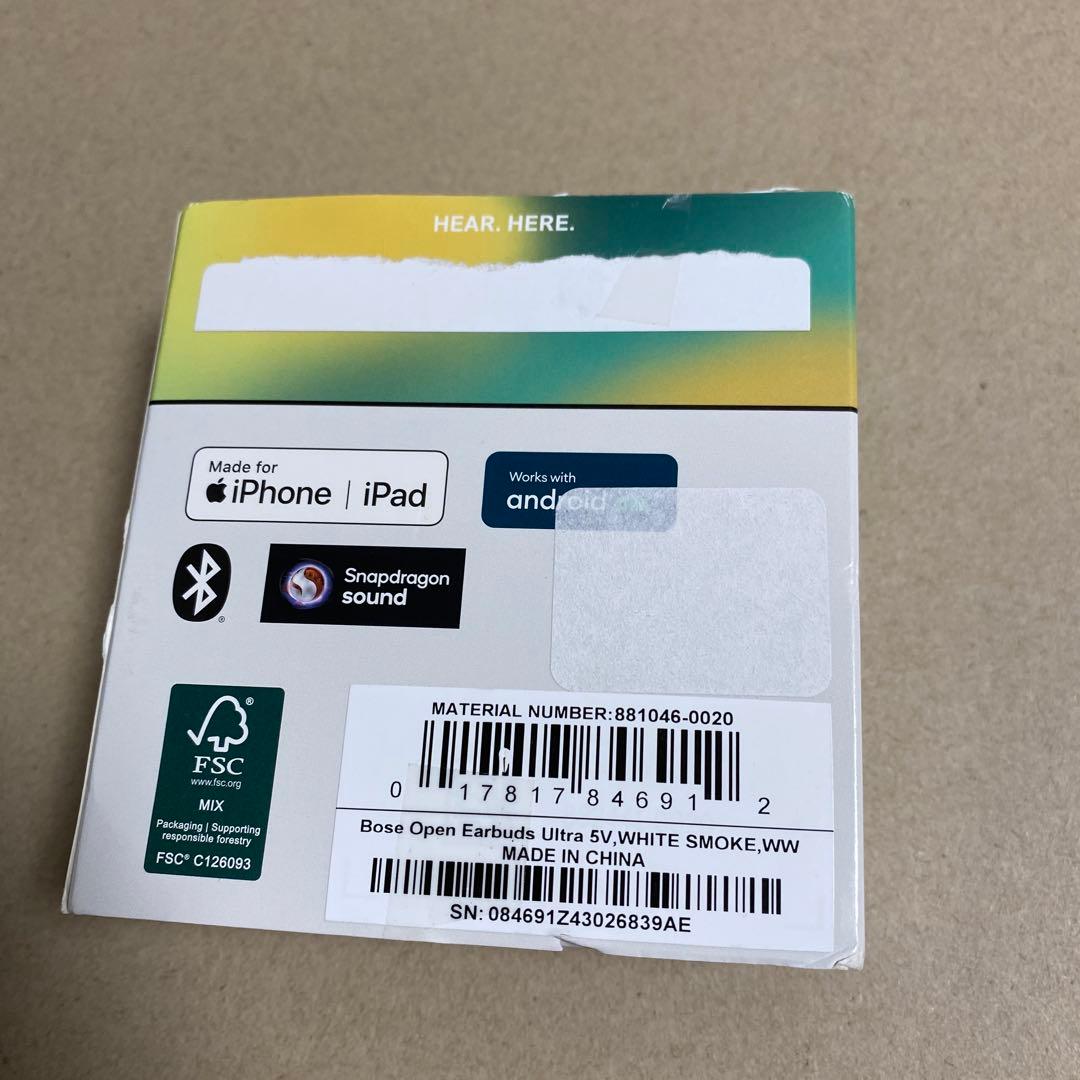 HEAR. HERE.
Made for
iPhone | iPad
Works with
android
Snapdragon
sound
®
®
FSC
www.fsc.org
MIX
Packaging | Supporting
responsible forestry
FSC® C126093
MATERIAL NUMBER:881046-0020
0 17817 84691 2
Bose Open Earbuds Ultra 5V,WHITE SMOKE,WW
MADE IN CHINA
SN: 084691Z43026839AE